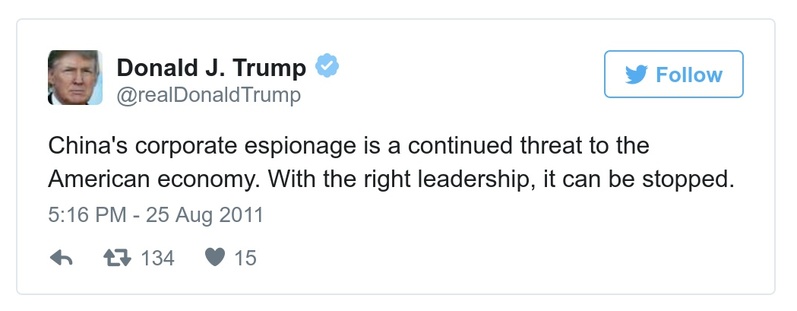 Donald J. Trump
@realDonaldTrump
Follow
China's corporate espionage is a continued threat to the
American economy. With the right leadership, it can be stopped.
5:16 PM - 25 Aug 2011
134 15